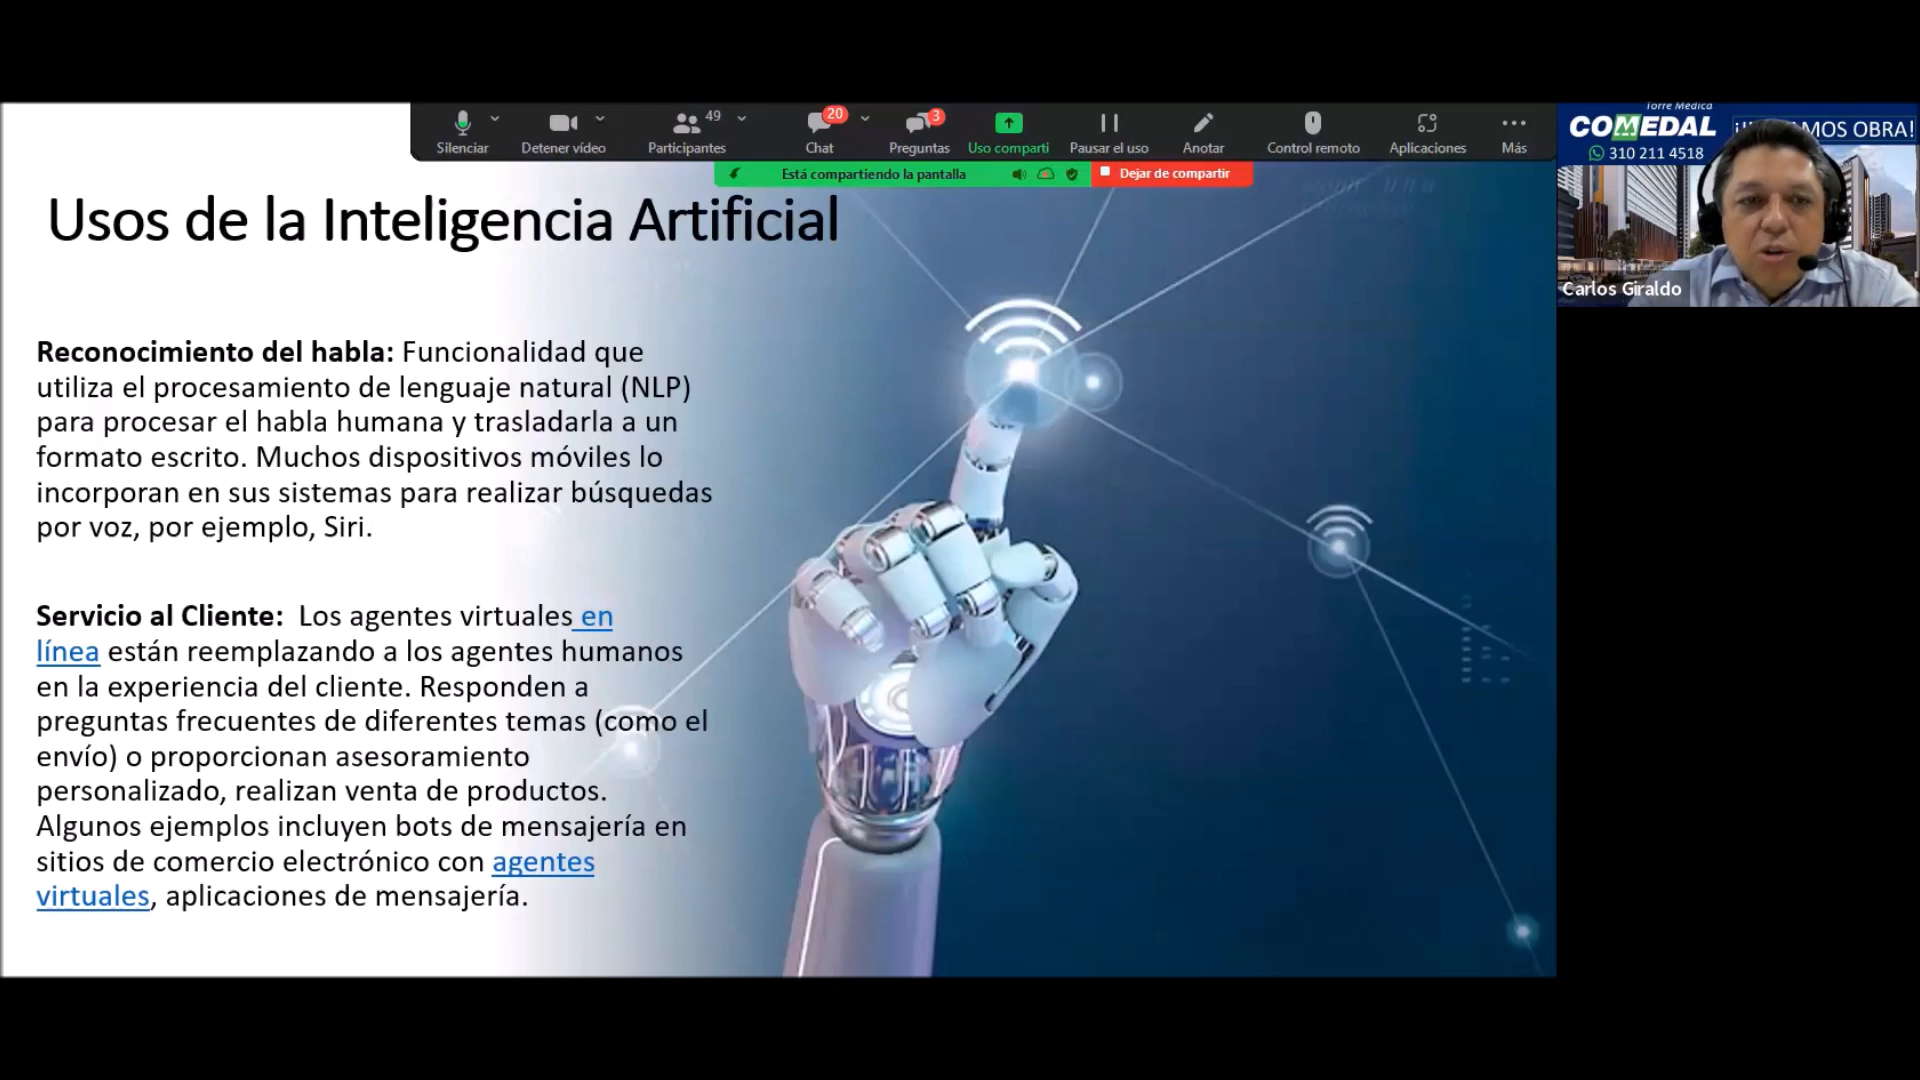 Silenciar
Detener vídeo
49
Participantes
20
Chat
3
Preguntas
Uso comparti
Pausar el uso
Anotar
Control remoto
Aplicaciones
Más
Está compartiendo la pantalla
Dejar de compartir
Torre Médica
COMEDAL
AMOS OBRA!
310 211 4518
Carlos Giraldo
Usos de la Inteligencia Artificial
Reconocimiento del habla: Funcionalidad que
utiliza el procesamiento de lenguaje natural (NLP)
para procesar el habla humana y trasladarla a un
formato escrito. Muchos dispositivos móviles lo
incorporan en sus sistemas para realizar búsquedas
por voz, por ejemplo, Siri.
Servicio al Cliente:  Los agentes virtuales en
línea están reemplazando a los agentes humanos
en la experiencia del cliente. Responden a
preguntas frecuentes de diferentes temas (como el
envío) o proporcionan asesoramiento
personalizado, realizan venta de productos.
Algunos ejemplos incluyen bots de mensajería en
sitios de comercio electrónico con agentes
virtuales, aplicaciones de mensajería.